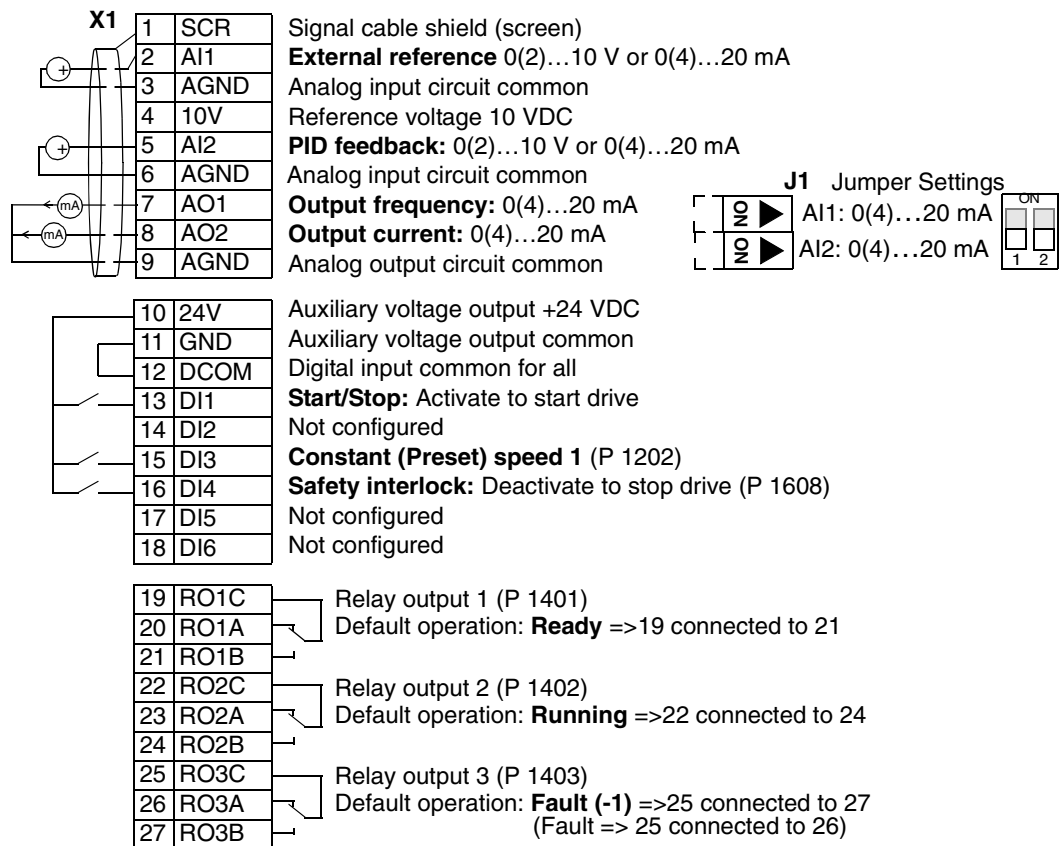 X1
1 SCR Signal cable shield (screen)
2 AI1 External reference 0(2)…10 V or 0(4)…20 mA
3 AGND Analog input circuit common
4 10V Reference voltage 10 VDC
5 AI2 PID feedback: 0(2)…10 V or 0(4)…20 mA
6 AGND Analog input circuit common
7 AO1 Output frequency: 0(4)…20 mA
8 AO2 Output current: 0(4)…20 mA
9 AGND Analog output circuit common
+
+
mA
mA
J1 Jumper Settings
ON AI1: 0(4)…20 mA
ON AI2: 0(4)…20 mA
ON
1 2
10 24V Auxiliary voltage output +24 VDC
11 GND Auxiliary voltage output common
12 DCOM Digital input common for all
13 DI1 Start/Stop: Activate to start drive
14 DI2 Not configured
15 DI3 Constant (Preset) speed 1 (P 1202)
16 DI4 Safety interlock: Deactivate to stop drive (P 1608)
17 DI5 Not configured
18 DI6 Not configured
19 RO1C Relay output 1 (P 1401)
20 RO1A Default operation: Ready =>19 connected to 21
21 RO1B
22 RO2C Relay output 2 (P 1402)
23 RO2A Default operation: Running =>22 connected to 24
24 RO2B
25 RO3C Relay output 3 (P 1403)
26 RO3A Default operation: Fault (-1) =>25 connected to 27
27 RO3B (Fault => 25 connected to 26)